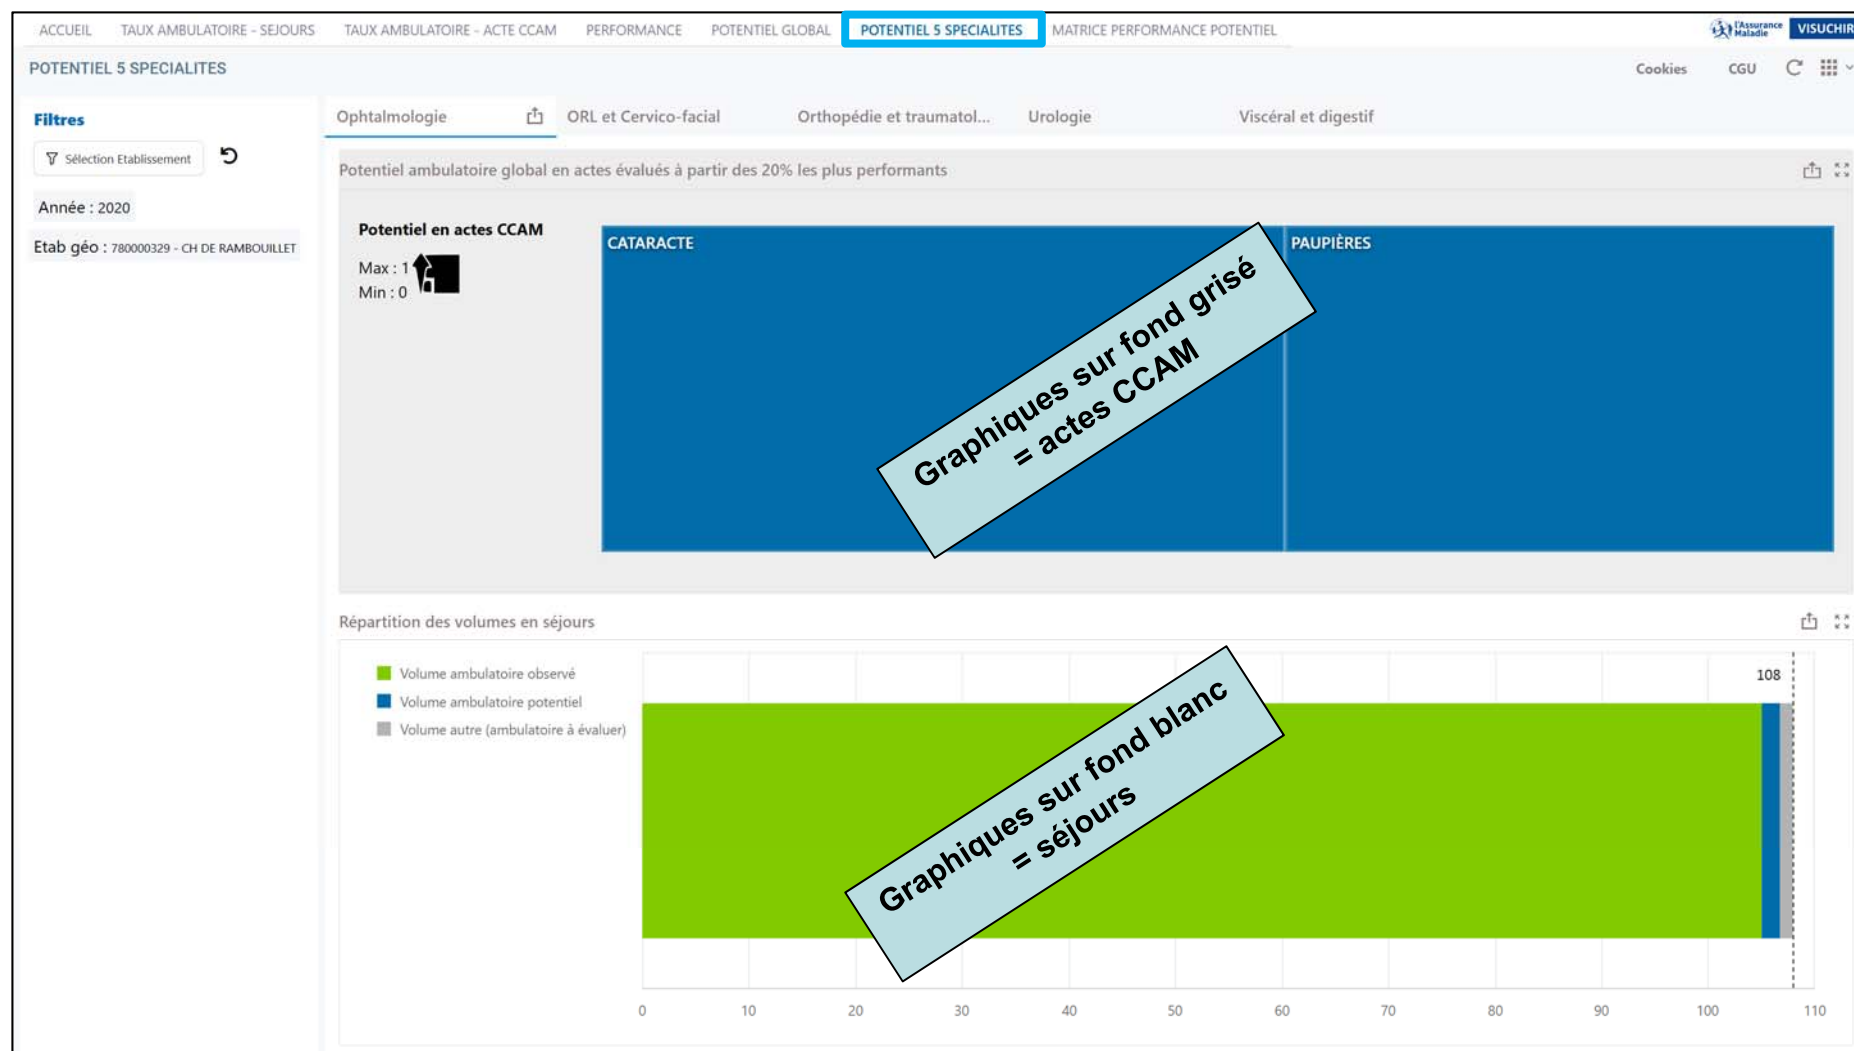 ACCUEIL TAUX AMBULATOIRE - SEJOURS TAUX AMBULATOIRE - ACTE CCAM PERFORMANCE POTENTIEL GLOBAL POTENTIEL 5 SPECIALITES MATRICE PERFORMANCE POTENTIEL
l'Assurance
Maladie
VISUCHIR
POTENTIEL 5 SPECIALITES
Cookies CGU
Filtres
Sélection Etablissement
Année : 2020
Etab géo : 780000329 - CH DE RAMBOUILLET
Ophtalmologie ORL et Cervico-facial Orthopédie et traumatol... Urologie Viscéral et digestif
Potentiel ambulatoire global en actes évalués à partir des 20% les plus performants
Potentiel en actes CCAM
Max : 1
Min : 0
CATARACTE
PAUPIÈRES
Graphiques sur fond grisé
= actes CCAM
Répartition des volumes en séjours
Volume ambulatoire observé
Volume ambulatoire potentiel
Volume autre (ambulatoire à évaluer)
108
Graphiques sur fond blanc
= séjours
0 10 20 30 40 50 60 70 80 90 100 110